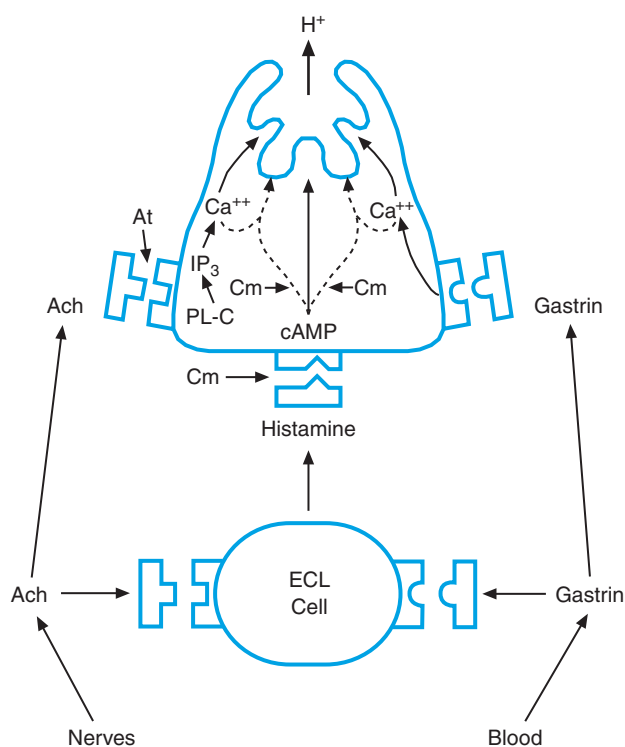 H⁺
Ca⁺⁺
Ca⁺⁺
At
IP₃
Cm
Cm
Ach
PL-C
Gastrin
cAMP
Cm
Histamine
ECL
Cell
Ach
Gastrin
Nerves
Blood